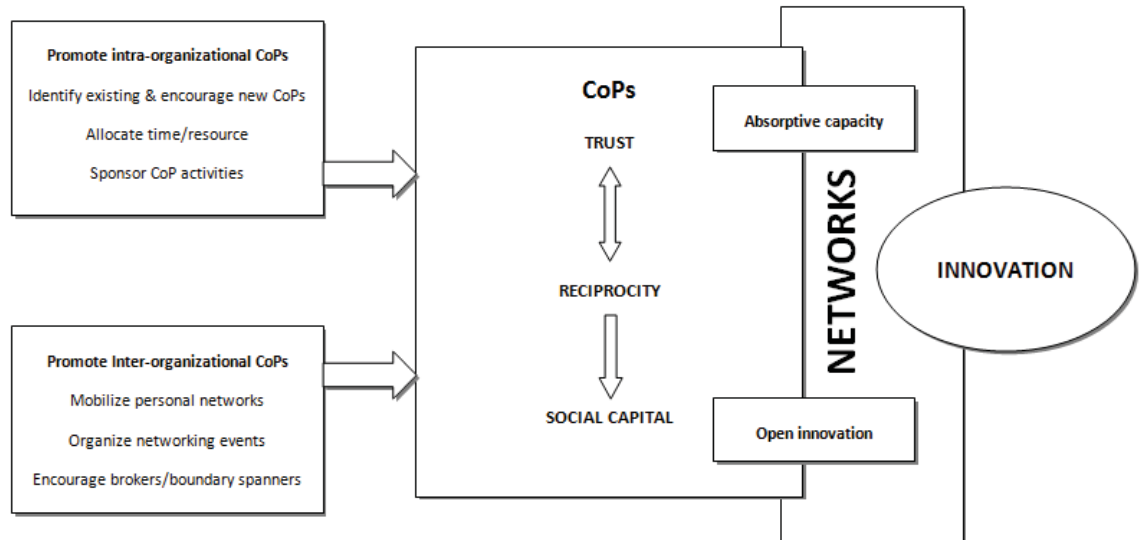 Promote intra-organizational CoPs
Identify existing & encourage new CoPs
Allocate time/resource
Sponsor CoP activities
Promote Inter-organizational CoPs
Mobilize personal networks
Organize networking events
Encourage brokers/boundary spanners
CoPs
TRUST
RECIPROCITY
SOCIAL CAPITAL
Absorptive capacity
NETWORKS
Open innovation
INNOVATION